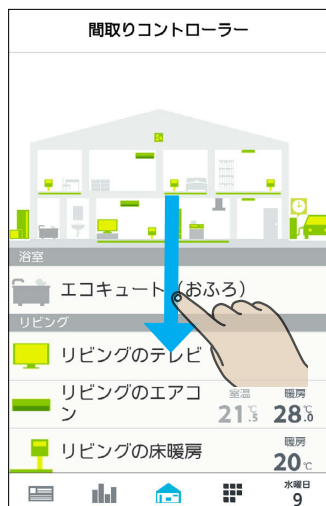 間取りコントローラー
浴室
エコキュート（おふろ）
リビング
リビングのテレビ
リビングのエアコ
ン
室温
21.5℃
暖房
28.0℃
リビングの床暖房
暖房
20℃
水曜日
9